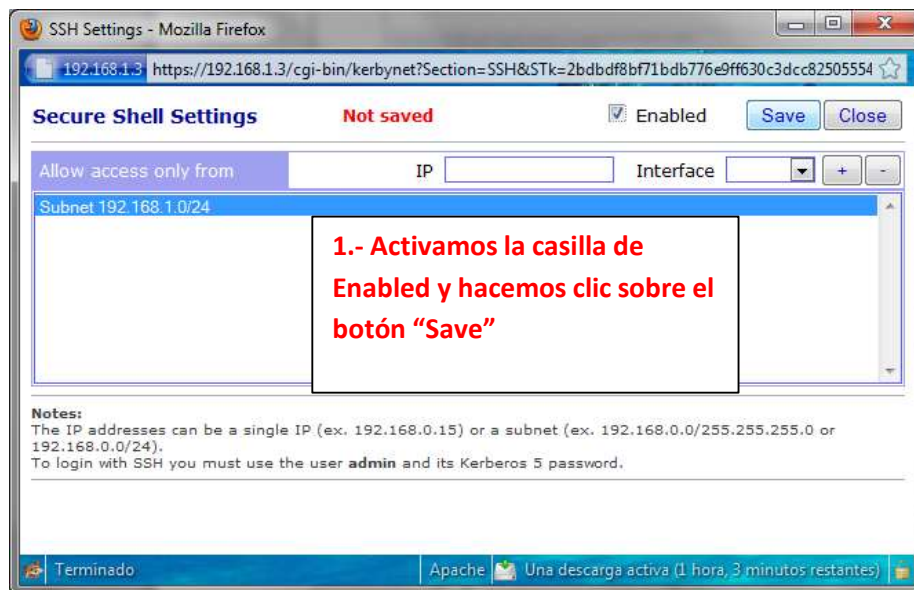 SSH Settings - Mozilla Firefox
192.168.1.3 https://192.168.1.3/cgi-bin/kerbynet?Section=SSH&STk=2bdbdf8bf71bdb776e9ff630c3dcc82505554
Secure Shell Settings Not saved Enabled Save Close
Allow access only from IP Interface + -
Subnet 192.168.1.0/24
1.- Activamos la casilla de
Enabled y hacemos clic sobre el
botón “Save”
Notes:
The IP addresses can be a single IP (ex. 192.168.0.15) or a subnet (ex. 192.168.0.0/255.255.255.0 or
192.168.0.0/24).
To login with SSH you must use the user admin and its Kerberos 5 password.
Terminado Apache Una descarga activa (1 hora, 3 minutos restantes)